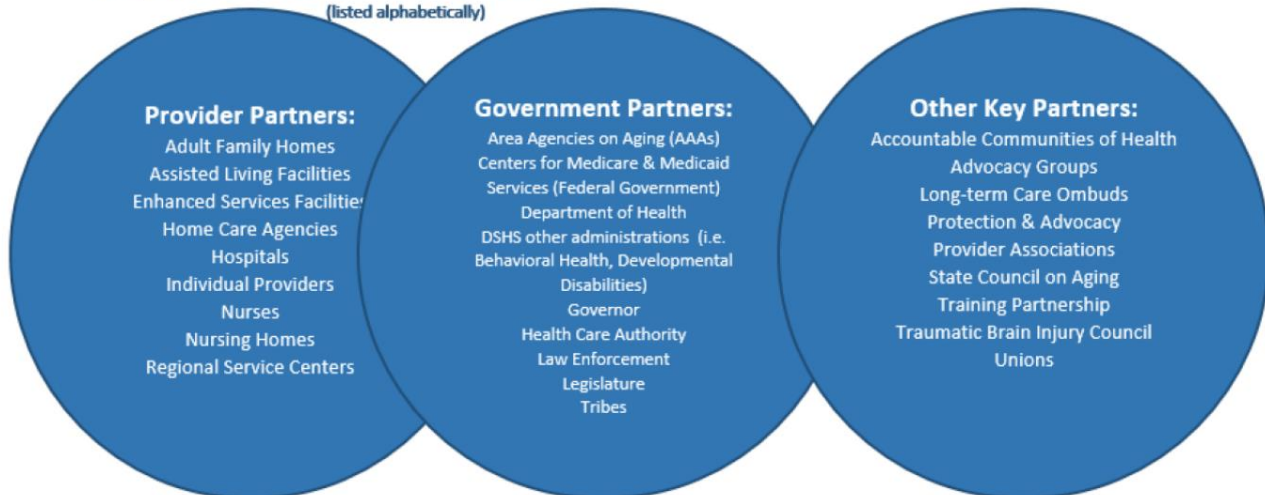 (listed alphabetically)
Provider Partners:
Adult Family Homes
Assisted Living Facilities
Enhanced Services Facilities
Home Care Agencies
Hospitals
Individual Providers
Nurses
Nursing Homes
Regional Service Centers
Government Partners:
Area Agencies on Aging (AAAs)
Centers for Medicare & Medicaid
Services (Federal Government)
Department of Health
DSHS other administrations (i.e.
Behavioral Health, Developmental
Disabilities)
Governor
Health Care Authority
Law Enforcement
Legislature
Tribes
Other Key Partners:
Accountable Communities of Health
Advocacy Groups
Long-term Care Ombuds
Protection & Advocacy
Provider Associations
State Council on Aging
Training Partnership
Traumatic Brain Injury Council
Unions